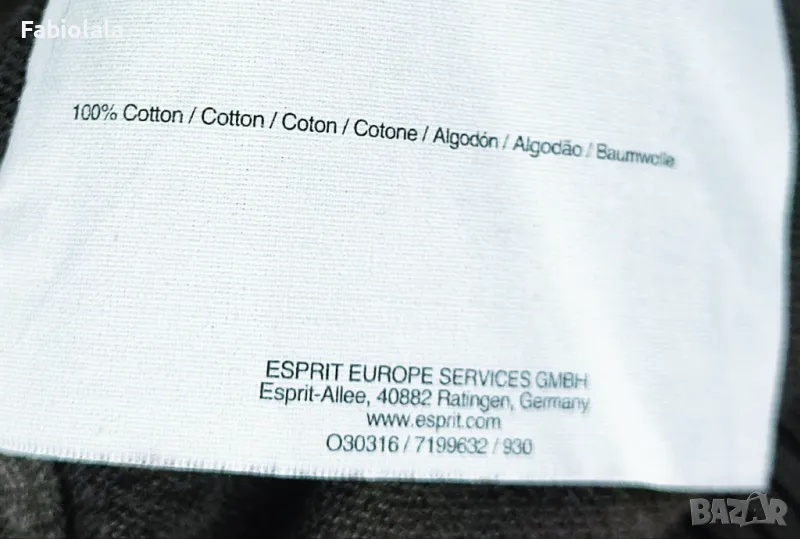 Fabiolala
100% Cotton / Cotton / Coton / Cotone / Algodón / Algodão / Baumwolle
ESPRIT EUROPE SERVICES GMBH
Esprit-Allee, 40882 Ratingen, Germany
www.esprit.com
O30316 / 7199632 / 930
BAZAR